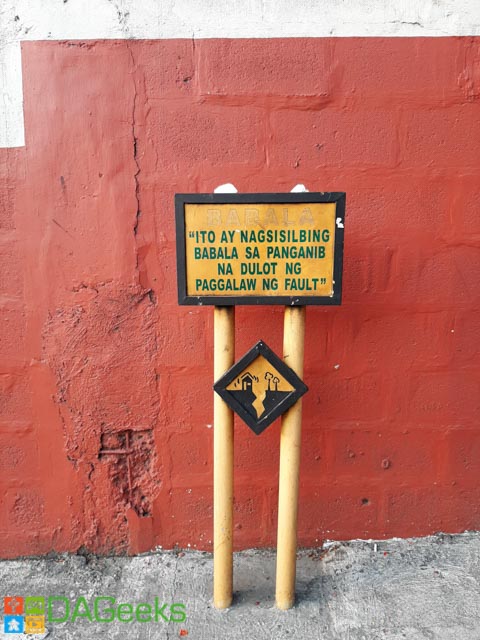 BABALA
“ITO AY NAGSISILBING
BABALA SA PANGANIB
NA DULOT NG
PAGGALAW NG FAULT”
DAGeeks